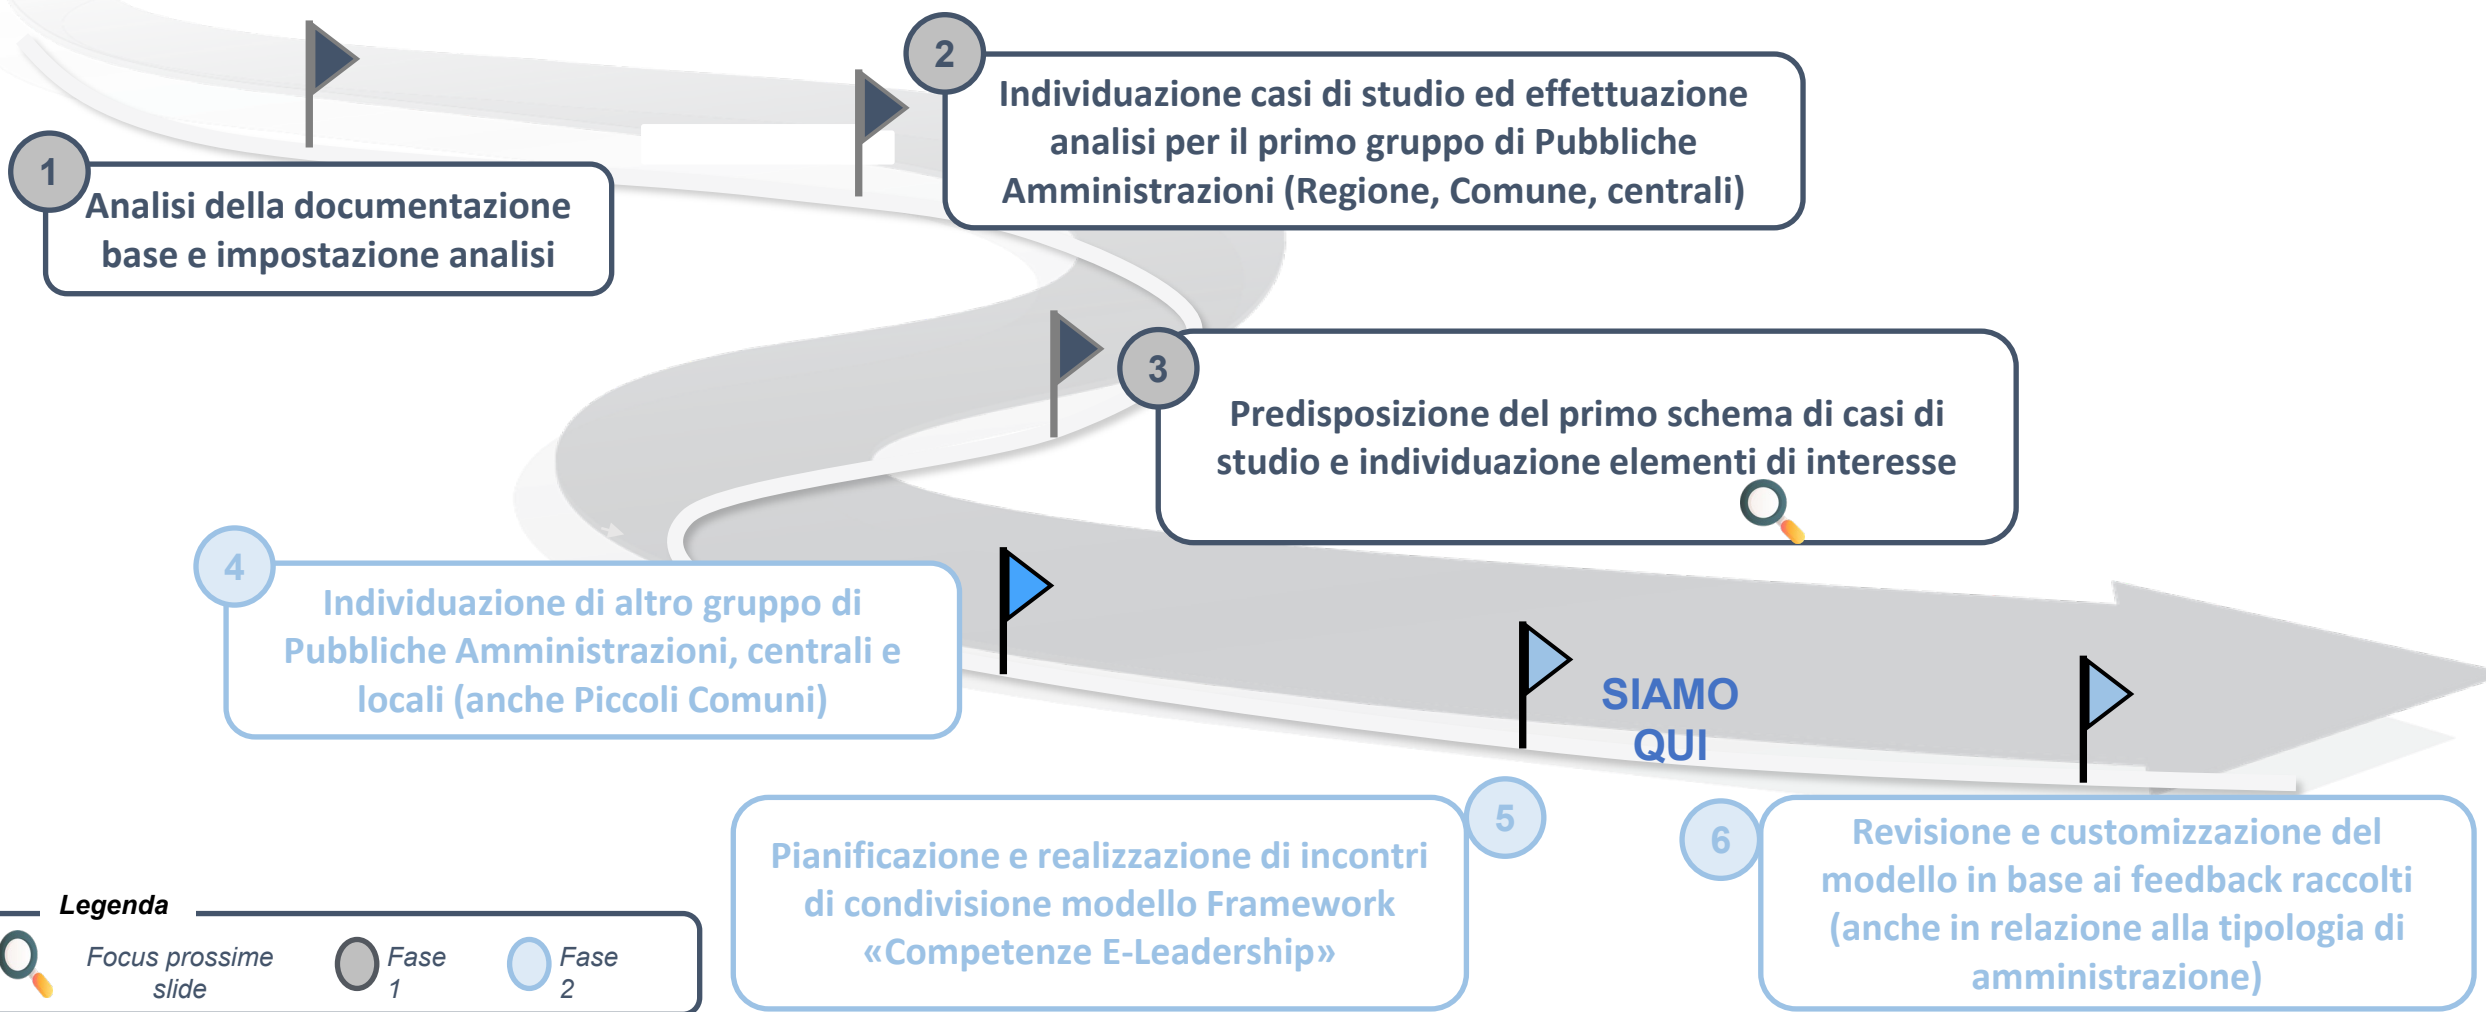 1
Analisi della documentazione
base e impostazione analisi
2
Individuazione casi di studio ed effettuazione
analisi per il primo gruppo di Pubbliche
Amministrazioni (Regione, Comune, centrali)
3
Predisposizione del primo schema di casi di
studio e individuazione elementi di interesse
4
Individuazione di altro gruppo di
Pubbliche Amministrazioni, centrali e
locali (anche Piccoli Comuni)
SIAMO
QUI
5
Pianificazione e realizzazione di incontri
di condivisione modello Framework
«Competenze E-Leadership»
6
Revisione e customizzazione del
modello in base ai feedback raccolti
(anche in relazione alla tipologia di
amministrazione)
Legenda
Focus prossime
slide
Fase
1
Fase
2